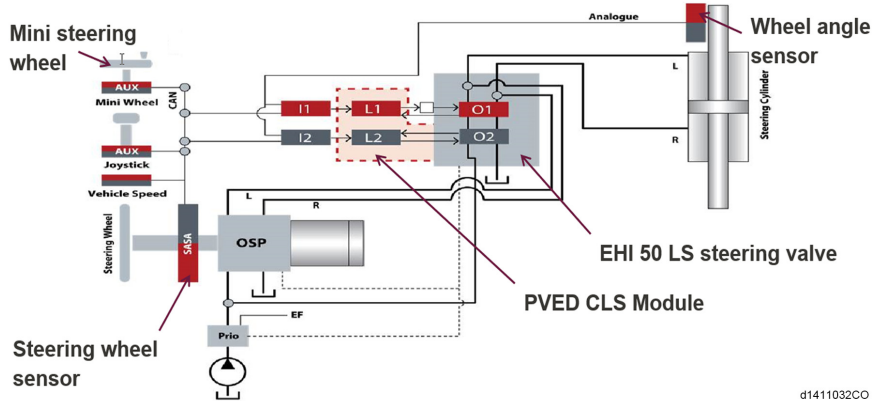 Mini steering
wheel
AUX
Mini Wheel
CAN
AUX
Joystick
Vehicle Speed
Steering Wheel
SASA
Steering wheel
sensor
I1
L1
O1
I2
L2
O2
Analogue
Wheel angle
sensor
L
R
Steering Cylinder
L
R
OSP
EHI 50 LS steering valve
PVED CLS Module
EF
Prio
d1411032CO